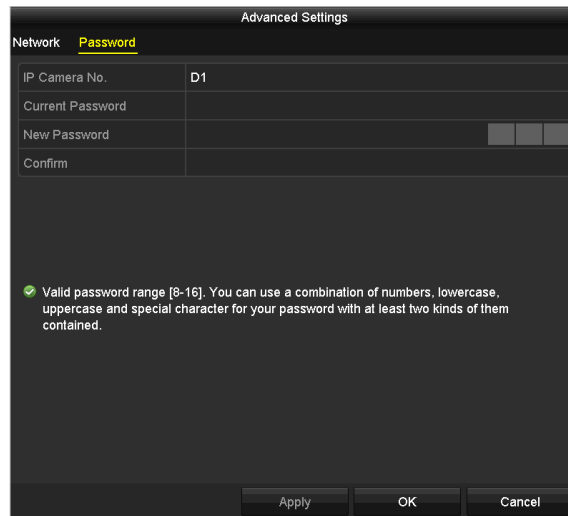 Advanced Settings
Network Password
IP Camera No. D1
Current Password
New Password
Confirm
Valid password range [8-16]. You can use a combination of numbers, lowercase,
uppercase and special character for your password with at least two kinds of them
contained.
Apply OK Cancel